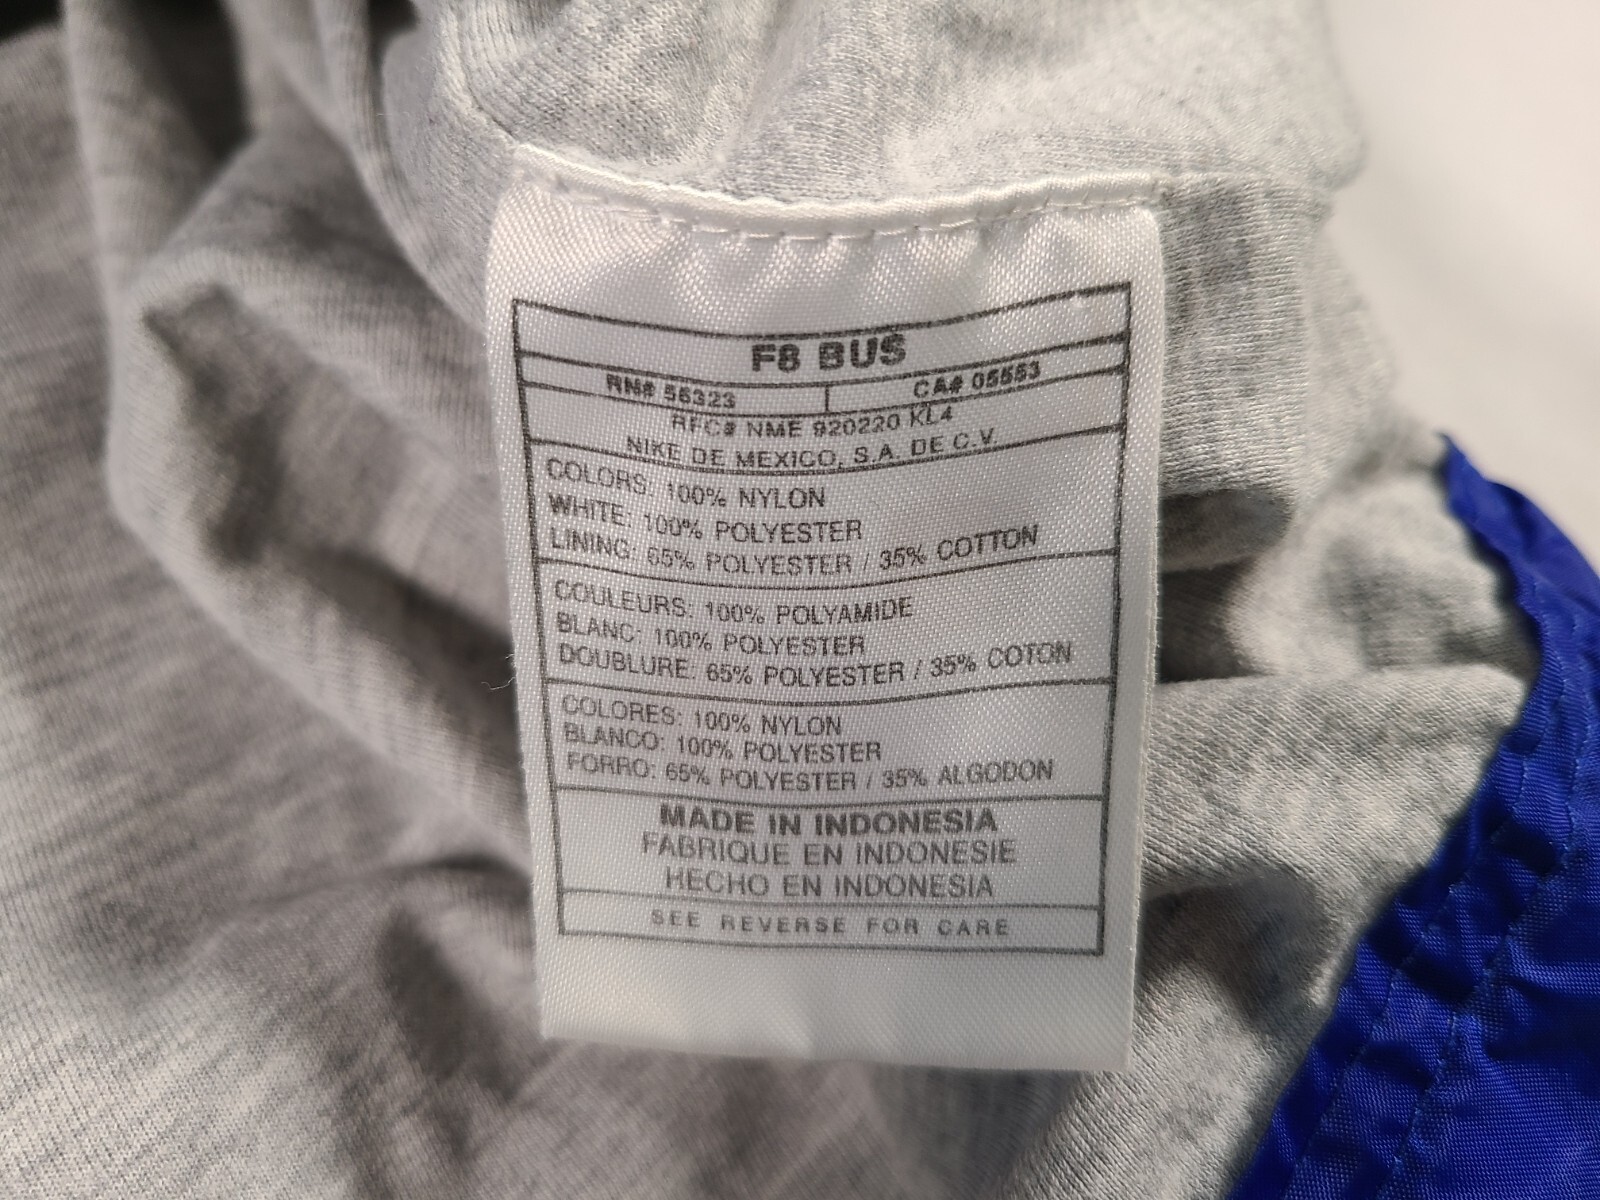 F8 BUS
RN# 56323 CA# 05553
RFC# NME 920220 KL4
NIKE DE MEXICO, S.A. DE C.V.
COLORS: 100% NYLON
WHITE: 100% POLYESTER
LINING: 65% POLYESTER / 35% COTTON
COULEURS: 100% POLYAMIDE
BLANC: 100% POLYESTER
DOUBLURE: 65% POLYESTER / 35% COTON
COLORES: 100% NYLON
BLANCO: 100% POLYESTER
FORRO: 65% POLYESTER / 35% ALGODON
MADE IN INDONESIA
FABRIQUE EN INDONESIE
HECHO EN INDONESIA
SEE REVERSE FOR CARE